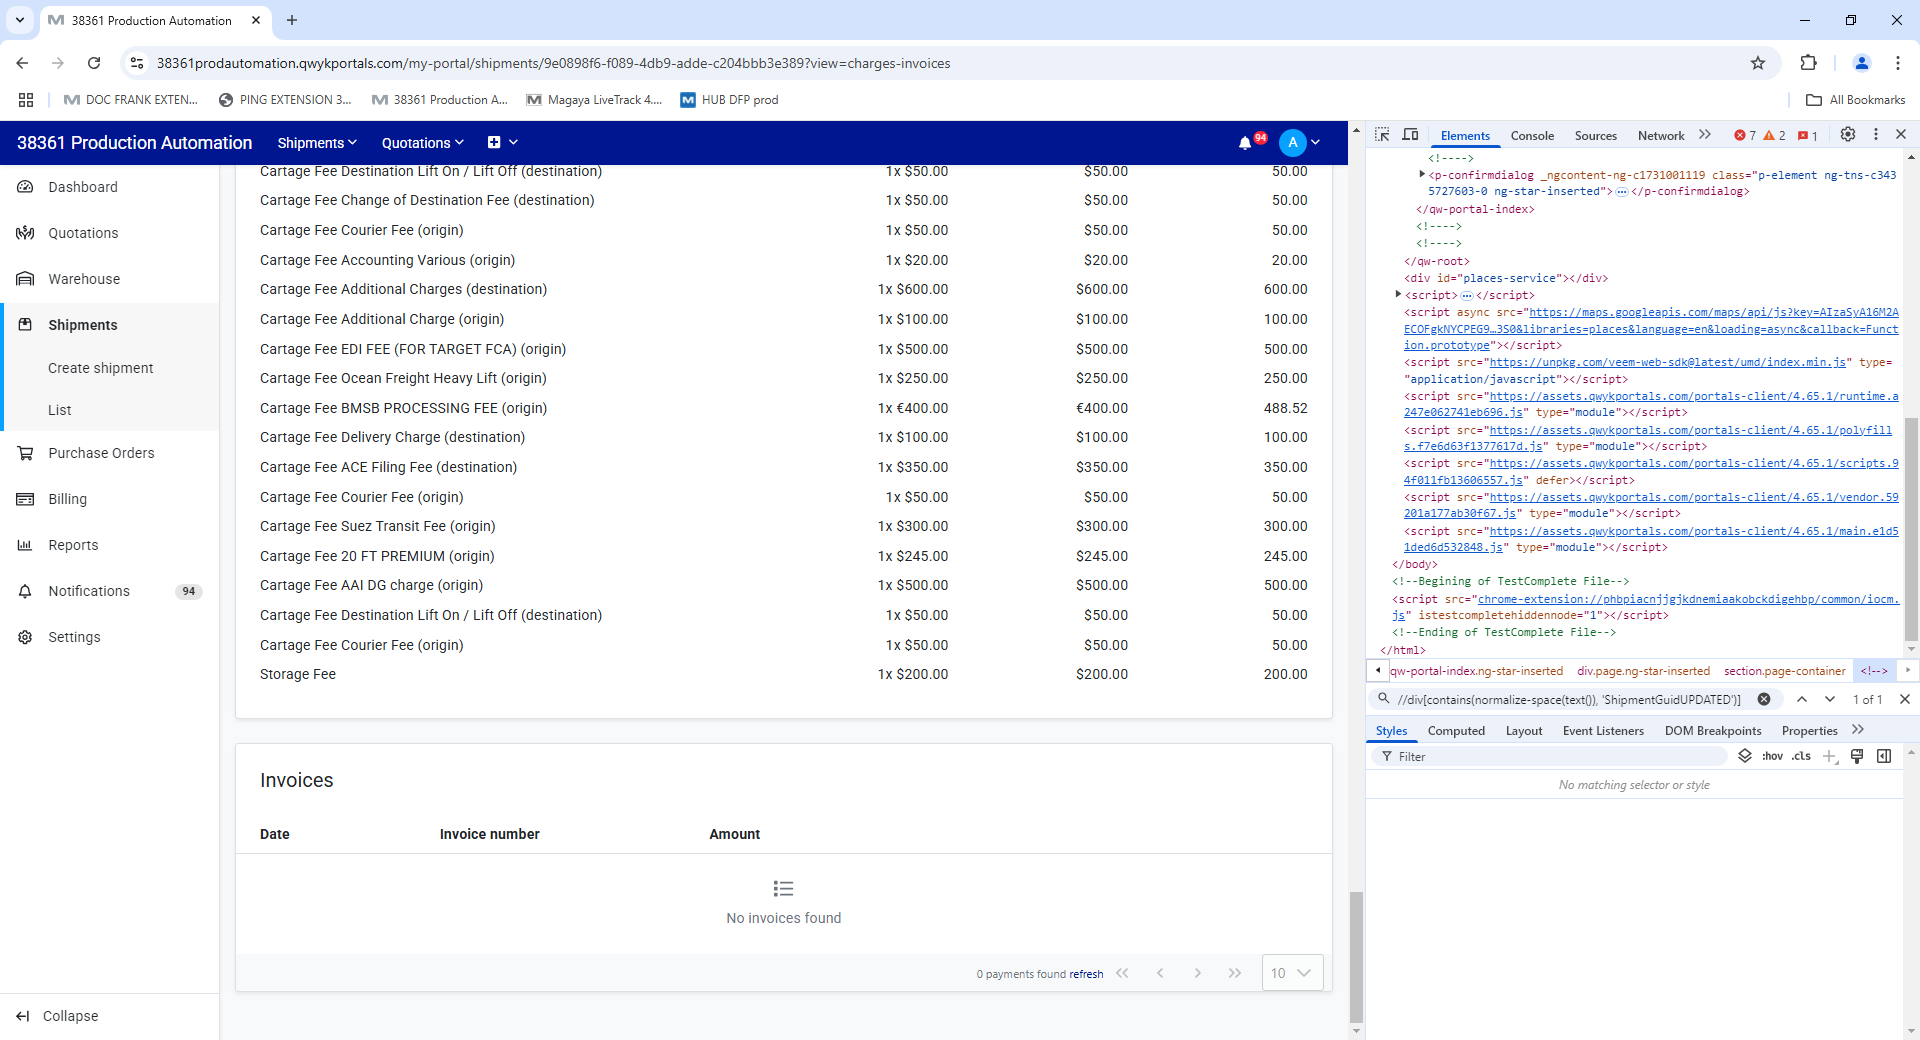 38361 Production Automation
38361prodautomation.qwykportals.com/my-portal/shipments/9e0898f6-f089-4db9-adde-c204bbb3e389?view=charges-invoices
DOC FRANK EXTEN... PING EXTENSION 3... 38361 Production A... Magaya LiveTrack 4.... HUB DFP prod All Bookmarks
38361 Production Automation Shipments Quotations 94 A
Dashboard
Quotations
Warehouse
Shipments
Create shipment
List
Purchase Orders
Billing
Reports
Notifications 94
Settings
Collapse
Cartage Fee Destination Lift On / Lift Off (destination) 1x $50.00 $50.00 50.00
Cartage Fee Change of Destination Fee (destination) 1x $50.00 $50.00 50.00
Cartage Fee Courier Fee (origin) 1x $50.00 $50.00 50.00
Cartage Fee Accounting Various (origin) 1x $20.00 $20.00 20.00
Cartage Fee Additional Charges (destination) 1x $600.00 $600.00 600.00
Cartage Fee Additional Charge (origin) 1x $100.00 $100.00 100.00
Cartage Fee EDI FEE (FOR TARGET FCA) (origin) 1x $500.00 $500.00 500.00
Cartage Fee Ocean Freight Heavy Lift (origin) 1x $250.00 $250.00 250.00
Cartage Fee BMSB PROCESSING FEE (origin) 1x €400.00 €400.00 488.52
Cartage Fee Delivery Charge (destination) 1x $100.00 $100.00 100.00
Cartage Fee ACE Filing Fee (destination) 1x $350.00 $350.00 350.00
Cartage Fee Courier Fee (origin) 1x $50.00 $50.00 50.00
Cartage Fee Suez Transit Fee (origin) 1x $300.00 $300.00 300.00
Cartage Fee 20 FT PREMIUM (origin) 1x $245.00 $245.00 245.00
Cartage Fee AAI DG charge (origin) 1x $500.00 $500.00 500.00
Cartage Fee Destination Lift On / Lift Off (destination) 1x $50.00 $50.00 50.00
Cartage Fee Courier Fee (origin) 1x $50.00 $50.00 50.00
Storage Fee 1x $200.00 $200.00 200.00
Invoices
Date Invoice number Amount
No invoices found
0 payments found refresh 10
Elements Console Sources Network 7 2 1
<!---->
<p-confirmdialog _ngcontent-ng-c1731001119 class="p-element ng-tns-c343
5727603-0 ng-star-inserted">…</p-confirmdialog>
</qw-portal-index>
<!---->
<!---->
</qw-root>
<div id="places-service"></div>
<script>…</script>
<script async src="https://maps.googleapis.com/maps/api/js?key=AIzaSyA16M2A
ECOFgkNYCPEG9…3S0&libraries=places&language=en&loading=async&callback=Funct
ion.prototype"></script>
<script src="https://unpkg.com/veem-web-sdk@latest/umd/index.min.js" type=
"application/javascript"></script>
<script src="https://assets.qwykportals.com/portals-client/4.65.1/runtime.a
247e062741eb696.js" type="module"></script>
<script src="https://assets.qwykportals.com/portals-client/4.65.1/polyfill
s.f7e6d63f1377617d.js" type="module"></script>
<script src="https://assets.qwykportals.com/portals-client/4.65.1/scripts.9
4f011fb13606557.js" defer></script>
<script src="https://assets.qwykportals.com/portals-client/4.65.1/vendor.59
201a177ab30f67.js" type="module"></script>
<script src="https://assets.qwykportals.com/portals-client/4.65.1/main.e1d5
1ded6d532848.js" type="module"></script>
</body>
<!--Begining of TestComplete File-->
<script src="chrome-extension://phbpiacnjjgjkdnemiaakobckdigehbp/common/iocm.
js" istestcompletehiddennode="1"></script>
<!--Ending of TestComplete File-->
</html>
qw-portal-index.ng-star-inserted div.page.ng-star-inserted section.page-container <!-->
//div[contains(normalize-space(text()), 'ShipmentGuidUPDATED')] 1 of 1
Styles Computed Layout Event Listeners DOM Breakpoints Properties
Filter :hov .cls
No matching selector or style